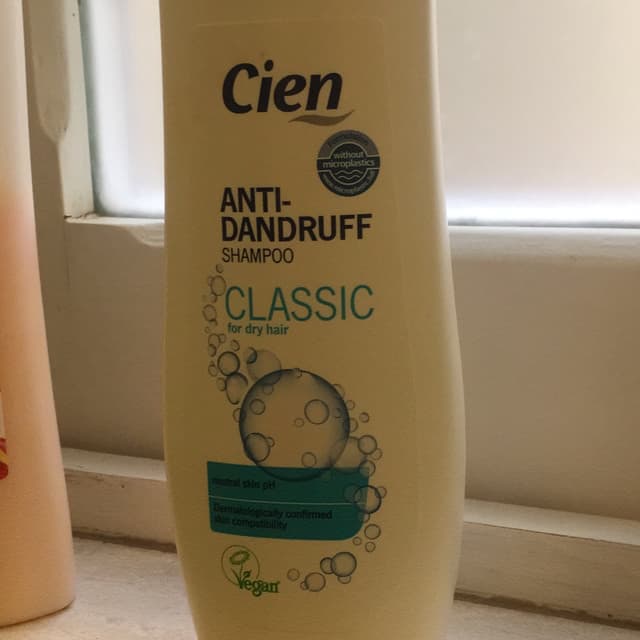 Cien
without
microplastics
ANTI-
DANDRUFF
SHAMPOO
CLASSIC
for dry hair
neutral skin pH
Dermatologically confirmed
skin compatibility
Vegan